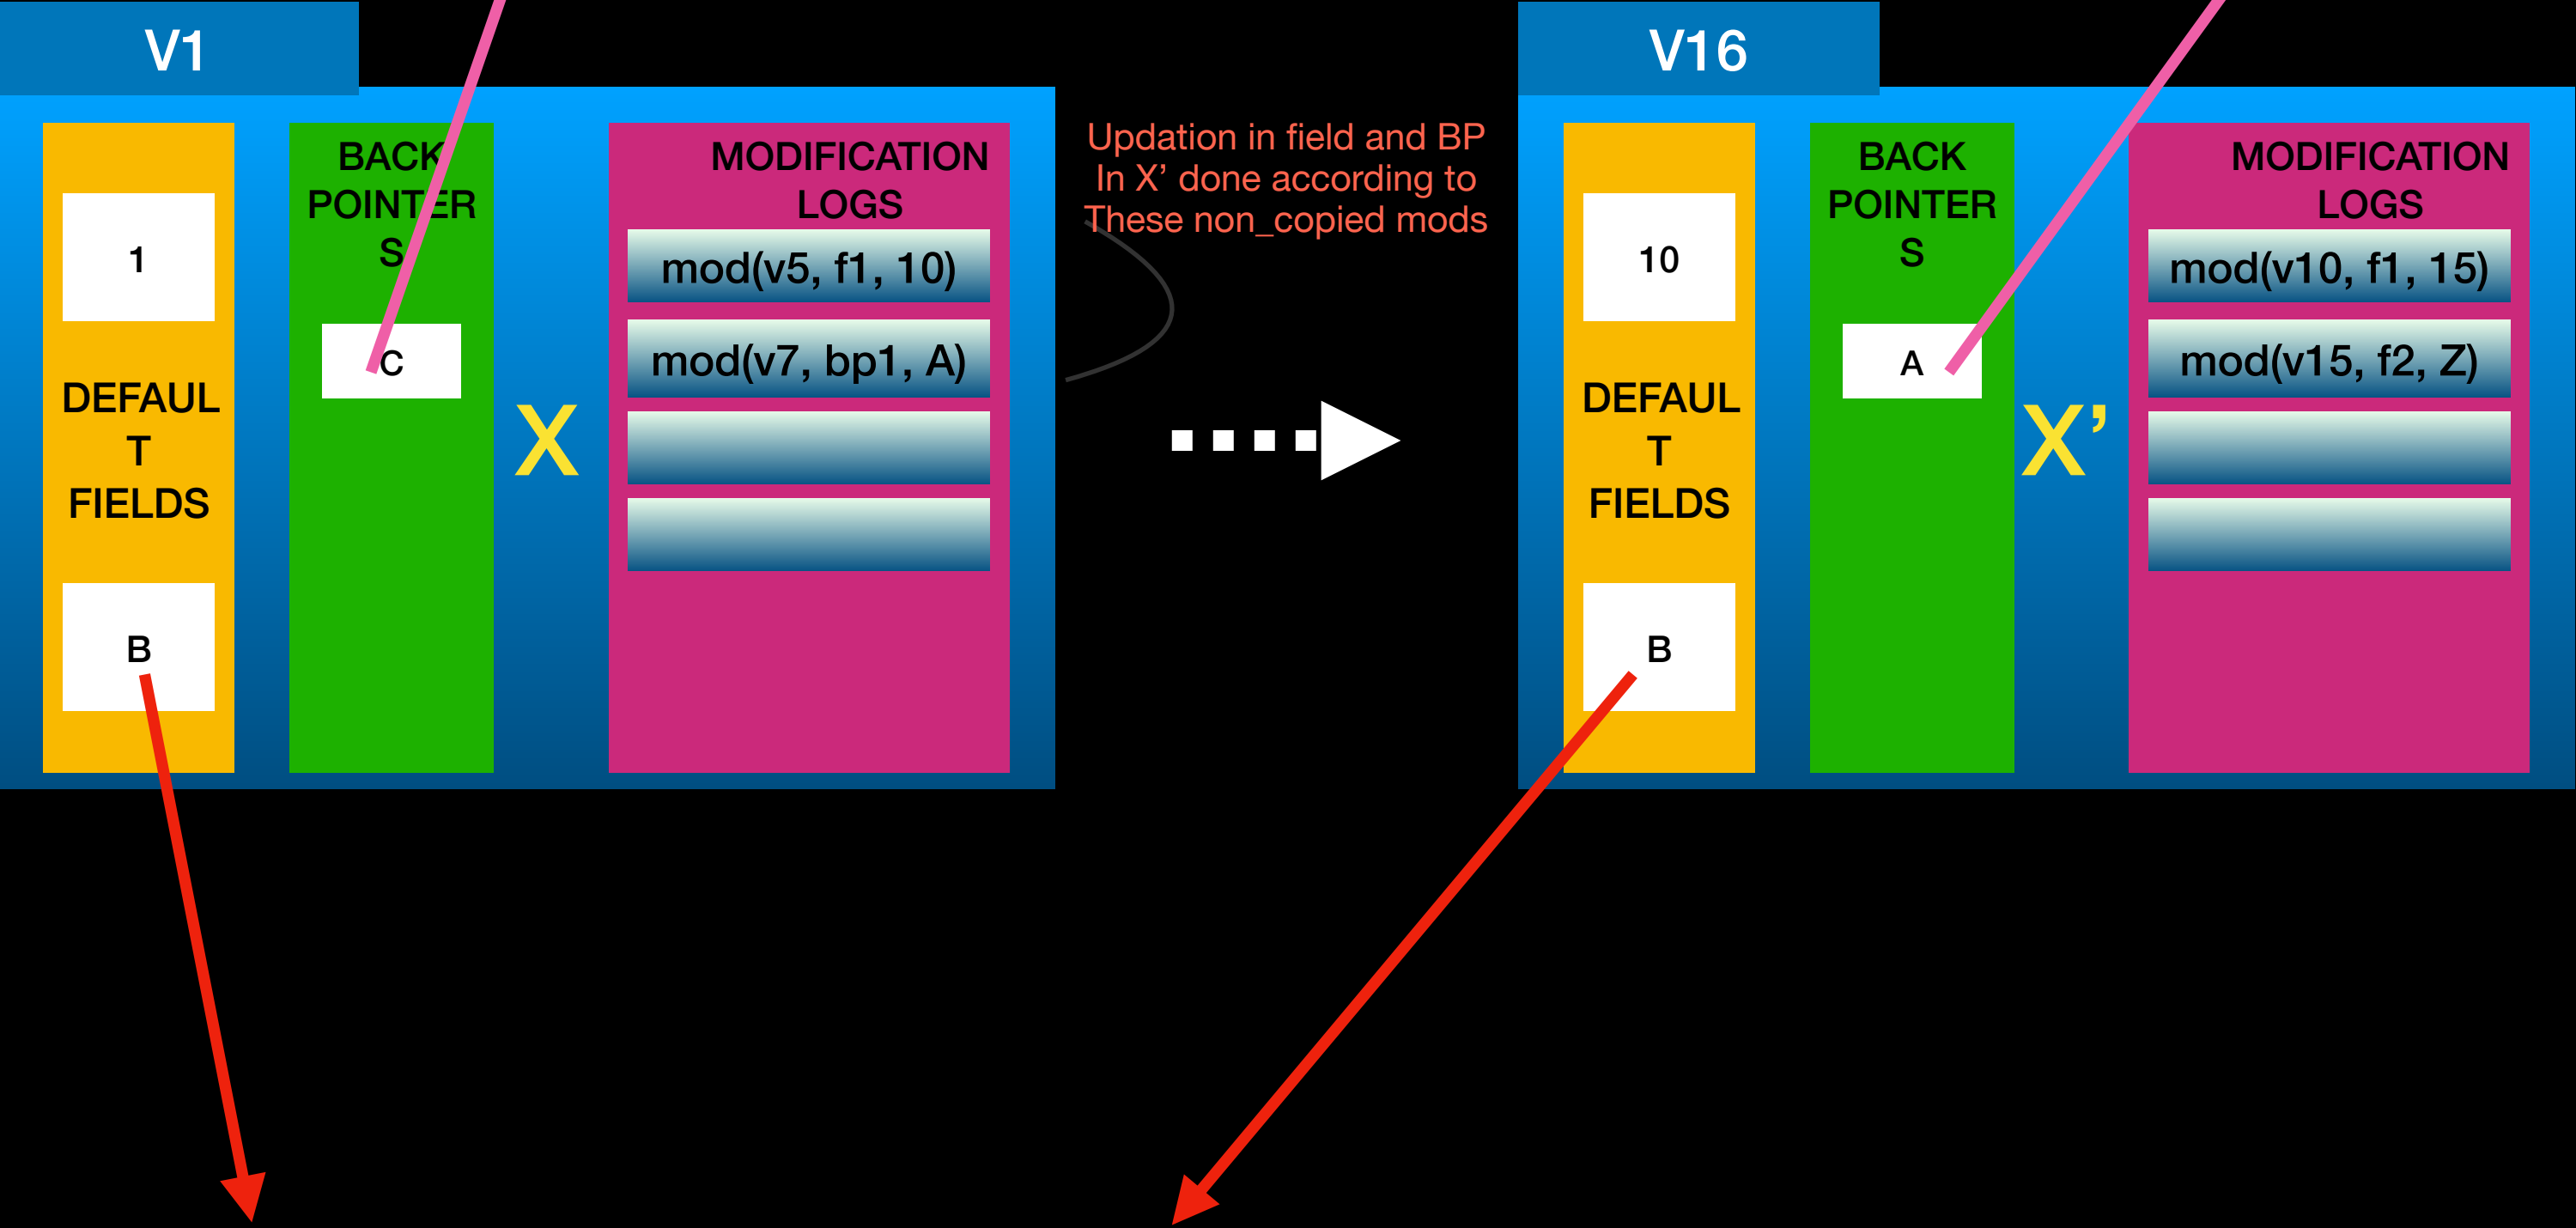 V1
1
DEFAUL
T
FIELDS
B
BACK
POINTER
S
C
X
MODIFICATION
LOGS
mod(v5, f1, 10)
mod(v7, bp1, A)
Updation in field and BP
In X’ done according to
These non_copied mods
V16
10
DEFAUL
T
FIELDS
B
BACK
POINTER
S
A
X’
MODIFICATION
LOGS
mod(v10, f1, 15)
mod(v15, f2, Z)